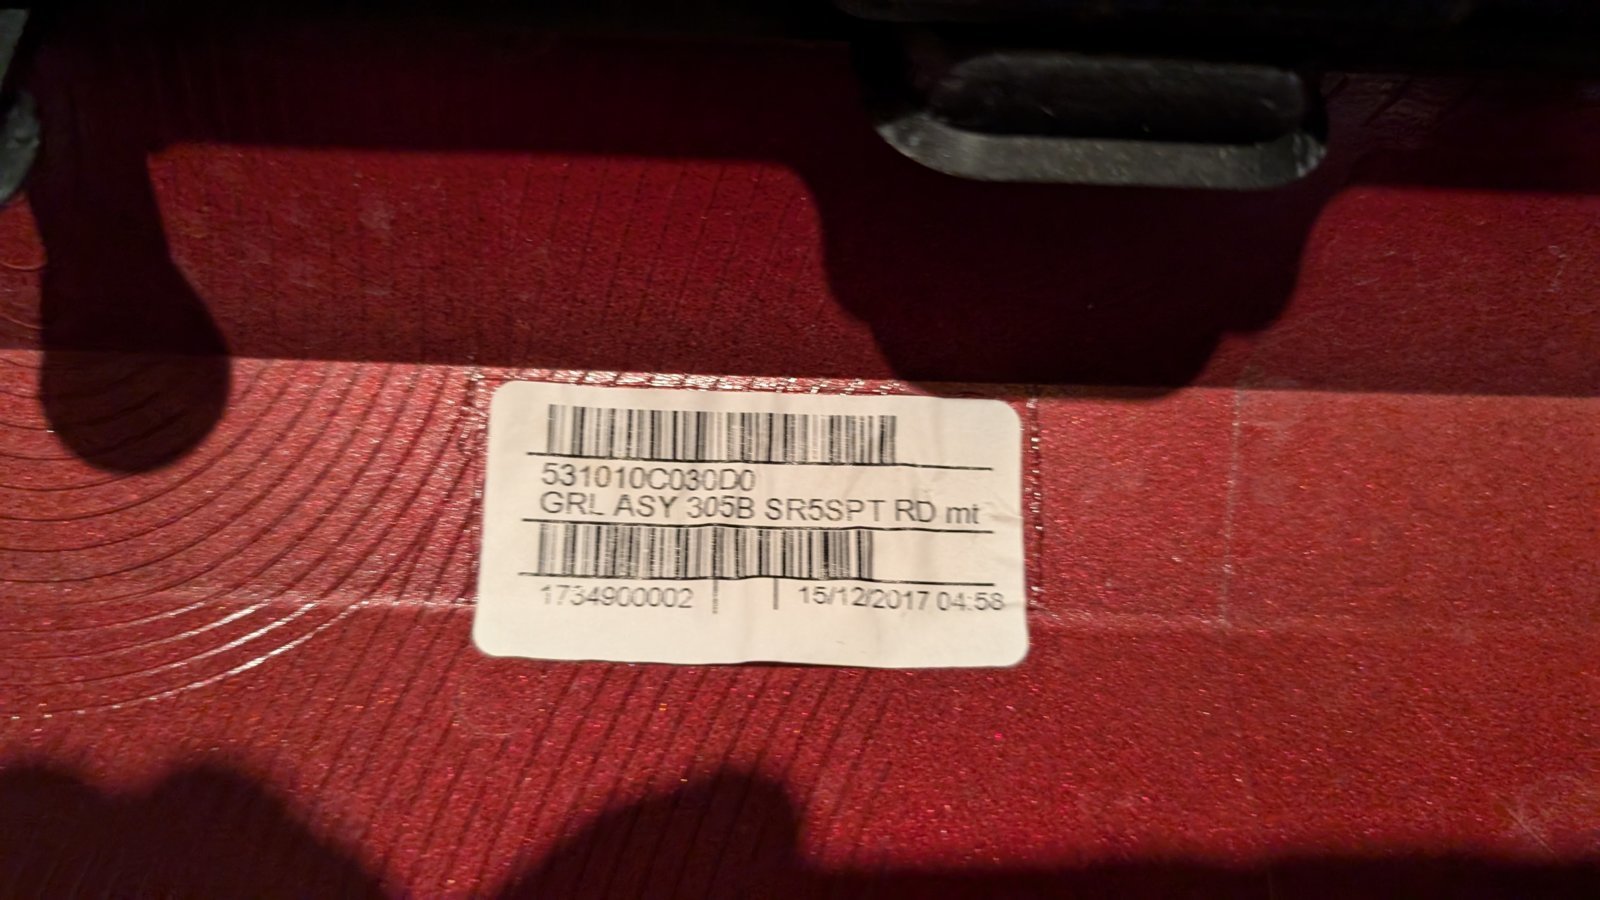 531010C030D0
GRL ASY 305B SR5SPT RD mt
1734900002
15/12/2017 04:58